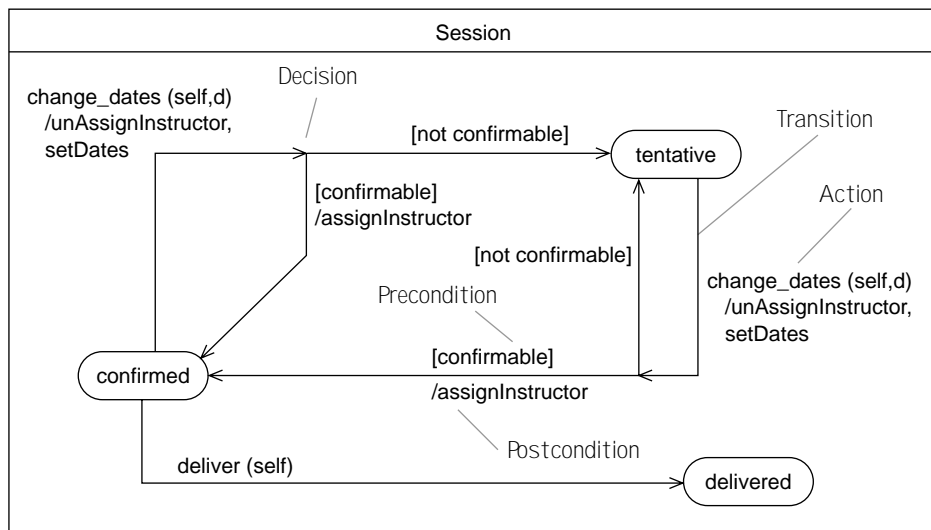 Session
Decision
change_dates (self,d)
/unAssignInstructor,
setDates
[not confirmable]
tentative
Transition
[confirmable]
/assignInstructor
Action
[not confirmable]
change_dates (self,d)
/unAssignInstructor,
setDates
Precondition
[confirmable]
confirmed
/assignInstructor
Postcondition
deliver (self)
delivered